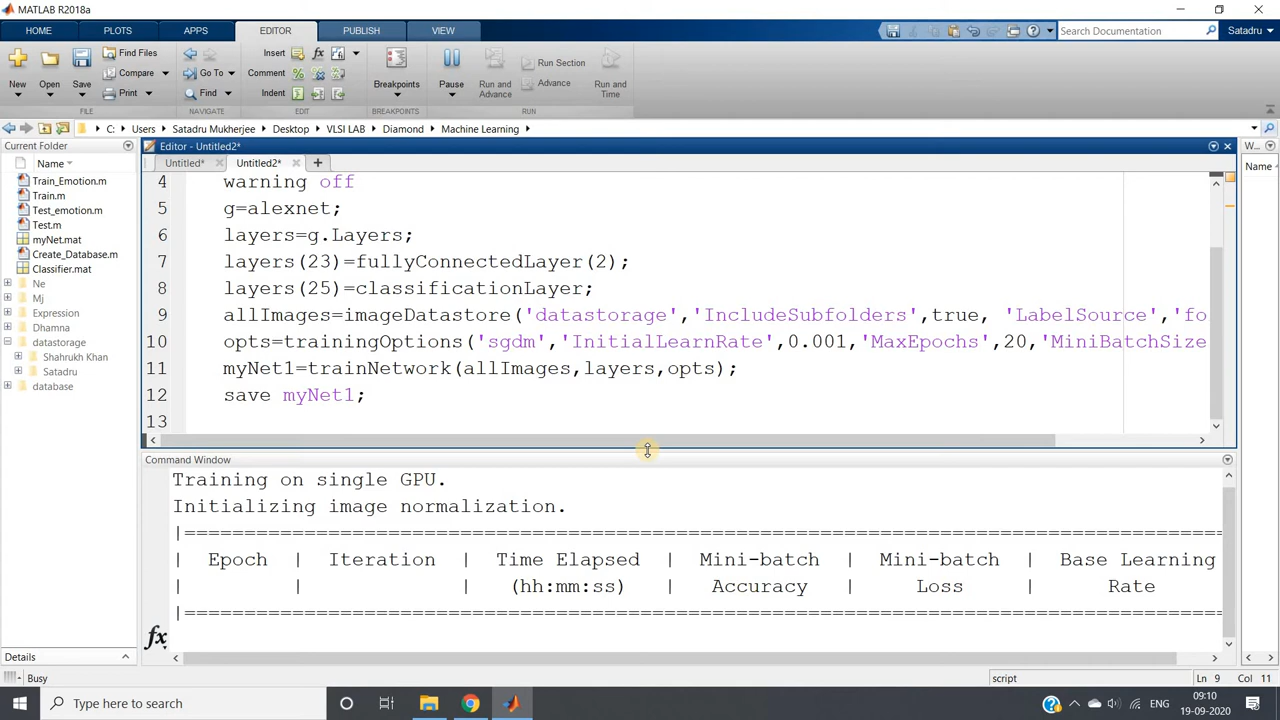 MATLAB R2018a
HOME PLOTS APPS EDITOR PUBLISH VIEW
Search Documentation Satadru
New Open Save Find Files Compare Print
Go To Find
Insert fx
Comment
Indent
Breakpoints
Pause Run and Advance Run Section Advance Run and Time
FILE NAVIGATE EDIT BREAKPOINTS RUN
C: Users Satadru Mukherjee Desktop VLSI LAB Diamond Machine Learning
Current Folder
Name
Train_Emotion.m
Train.m
Test_emotion.m
Test.m
myNet.mat
Create_Database.m
Classifier.mat
Ne
Mj
Expression
Dhamna
datastorage
Shahrukh Khan
Satadru
database
Details
Editor - Untitled2*
Untitled* Untitled2*
4 warning off
5 g=alexnet;
6 layers=g.Layers;
7 layers(23)=fullyConnectedLayer(2);
8 layers(25)=classificationLayer;
9 allImages=imageDatastore('datastorage','IncludeSubfolders',true, 'LabelSource','fo
10 opts=trainingOptions('sgdm','InitialLearnRate',0.001,'MaxEpochs',20,'MiniBatchSize
11 myNet1=trainNetwork(allImages,layers,opts);
12 save myNet1;
13
Command Window
Training on single GPU.
Initializing image normalization.
|=======================================================================================
| Epoch | Iteration | Time Elapsed | Mini-batch | Mini-batch | Base Learning
| | | (hh:mm:ss) | Accuracy | Loss | Rate
|=======================================================================================
fx
W...
Name
Busy
script Ln 9 Col 11
Type here to search
ENG
09:10
19-09-2020